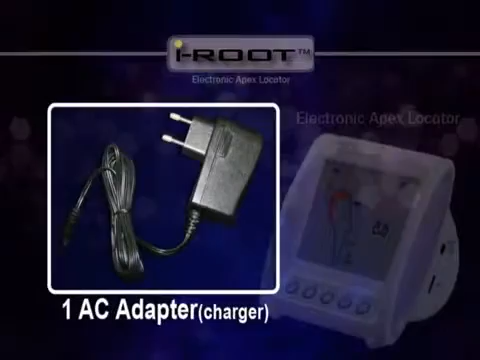 i-ROOT™
Electronic Apex Locator
Electronic Apex Locator
1 AC Adapter(charger)